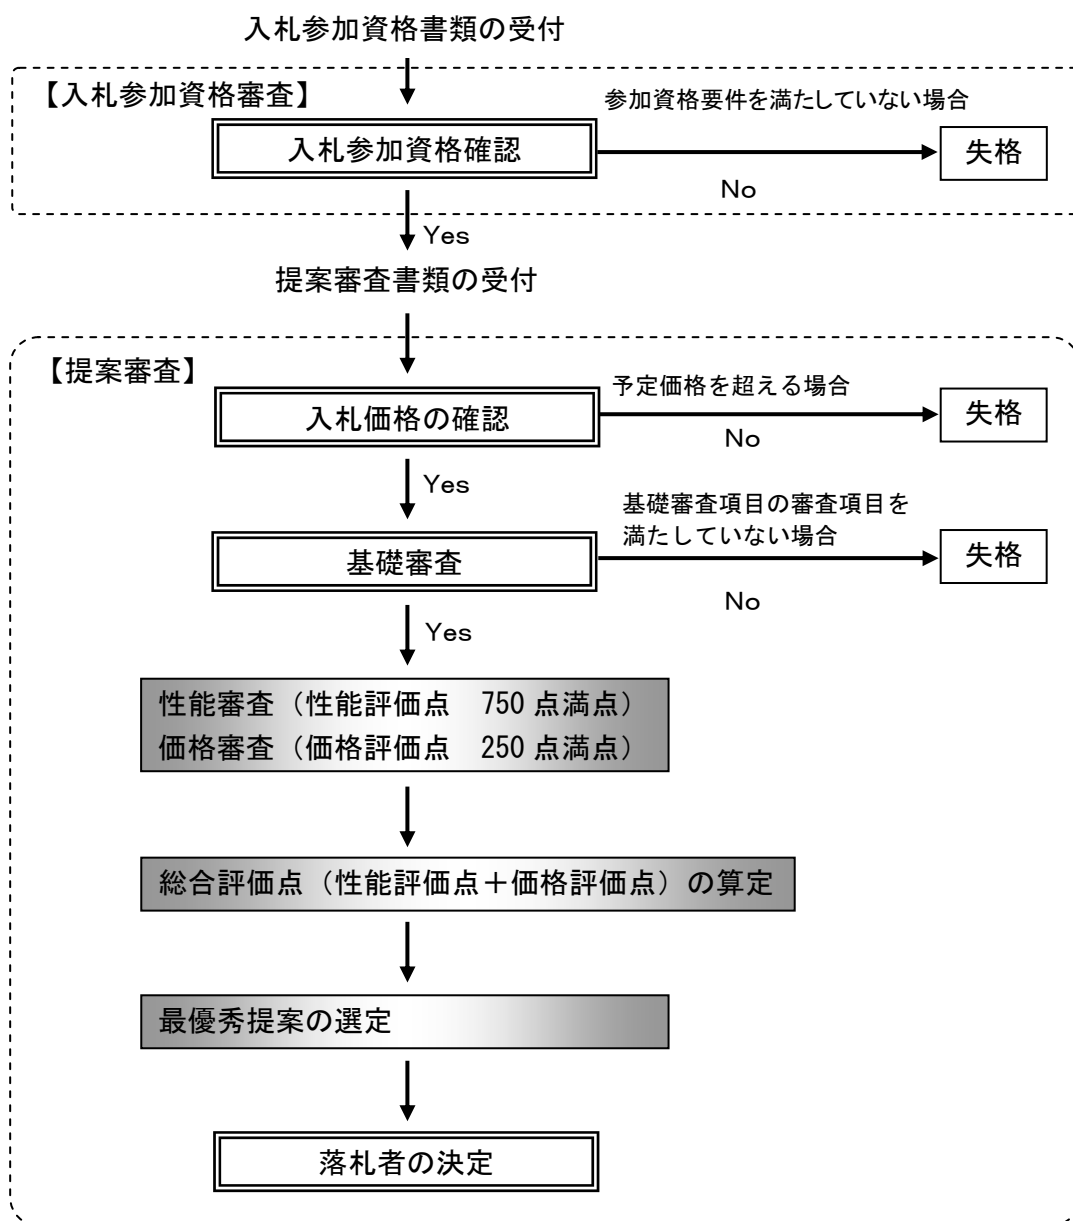 入札参加資格書類の受付
【入札参加資格審査】
参加資格要件を満たしていない場合
入札参加資格確認
失格
No
Yes
提案審査書類の受付
【提案審査】
予定価格を超える場合
入札価格の確認
失格
No
Yes
基礎審査項目の審査項目を
満たしていない場合
基礎審査
失格
No
Yes
性能審査（性能評価点　750 点満点）
価格審査（価格評価点　250 点満点）
総合評価点（性能評価点＋価格評価点）の算定
最優秀提案の選定
落札者の決定